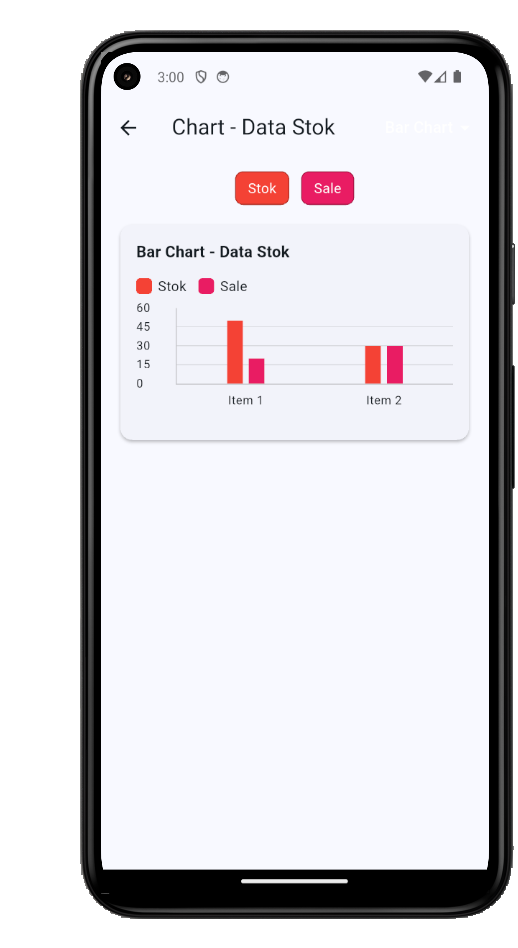 3:00
Chart - Data Stok
Bar Chart
Stok
Sale
Bar Chart - Data Stok
Stok
Sale
60
45
30
15
0
Item 1
Item 2